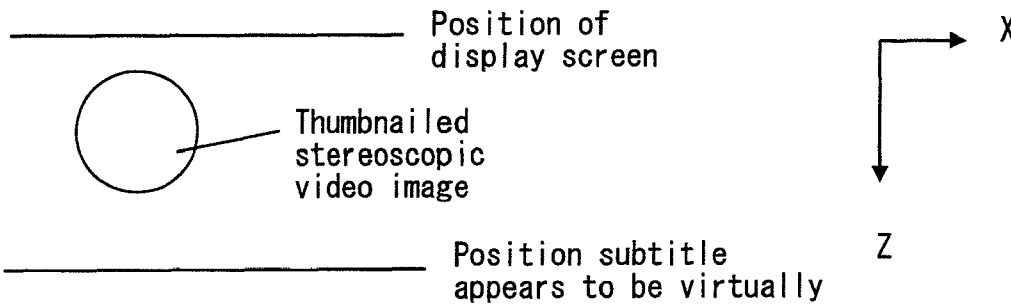 Position of
display screen
X
Thumbnailed
stereoscopic
video image
Z
Position subtitle
appears to be virtually